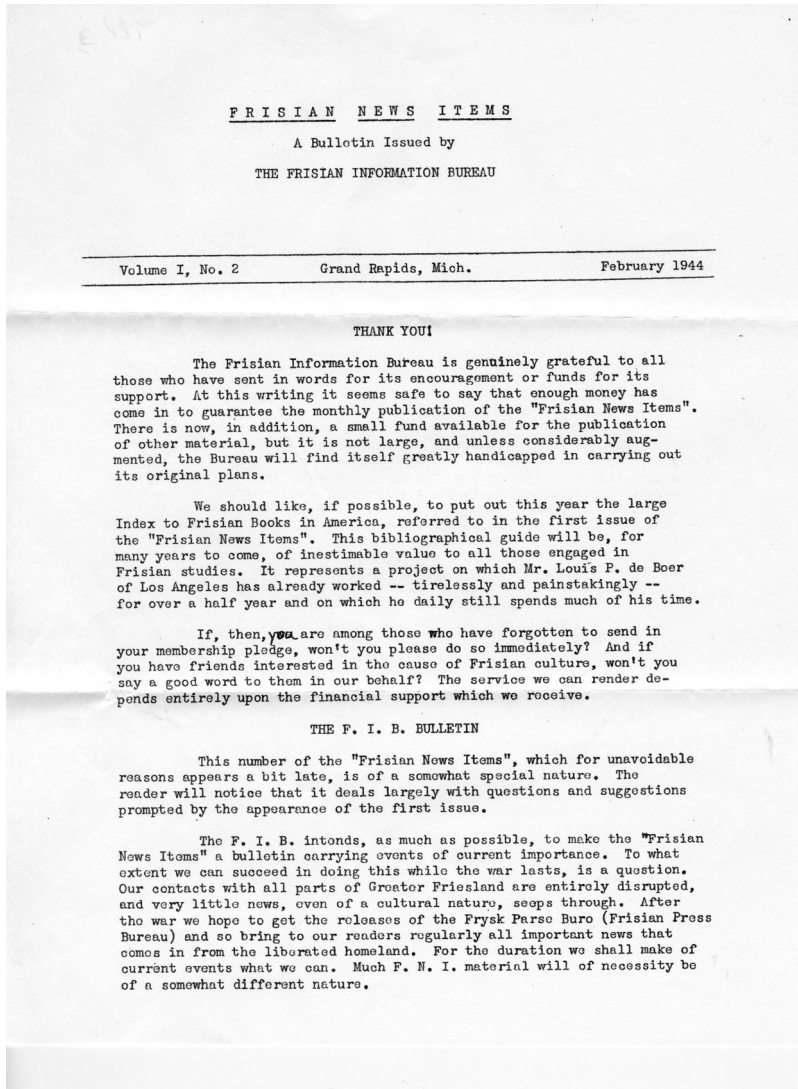 FRISIAN NEWS ITEMS
A Bulletin Issued by
THE FRISIAN INFORMATION BUREAU
Volume I, No. 2 Grand Rapids, Mich. February 1944
THANK YOU!
The Frisian Information Bureau is genuinely grateful to all
those who have sent in words for its encouragement or funds for its
support. At this writing it seems safe to say that enough money has
come in to guarantee the monthly publication of the "Frisian News Items".
There is now, in addition, a small fund available for the publication
of other material, but it is not large, and unless considerably aug-
mented, the Bureau will find itself greatly handicapped in carrying out
its original plans.
We should like, if possible, to put out this year the large
Index to Frisian Books in America, referred to in the first issue of
the "Frisian News Items". This bibliographical guide will be, for
many years to come, of inestimable value to all those engaged in
Frisian studies. It represents a project on which Mr. Louis P. de Boer
of Los Angeles has already worked -- tirelessly and painstakingly --
for over a half year and on which he daily still spends much of his time.
If, then, you are among those who have forgotten to send in
your membership pledge, won't you please do so immediately? And if
you have friends interested in the cause of Frisian culture, won't you
say a good word to them in our behalf? The service we can render de-
pends entirely upon the financial support which we receive.
THE F. I. B. BULLETIN
This number of the "Frisian News Items", which for unavoidable
reasons appears a bit late, is of a somewhat special nature. The
reader will notice that it deals largely with questions and suggestions
prompted by the appearance of the first issue.
The F. I. B. intends, as much as possible, to make the "Frisian
News Items" a bulletin carrying events of current importance. To what
extent we can succeed in doing this while the war lasts, is a question.
Our contacts with all parts of Greater Friesland are entirely disrupted,
and very little news, even of a cultural nature, seeps through. After
the war we hope to get the releases of the Frysk Parse Buro (Frisian Press
Bureau) and so bring to our readers regularly all important news that
comes in from the liberated homeland. For the duration we shall make of
current events what we can. Much F. N. I. material will of necessity be
of a somewhat different nature.